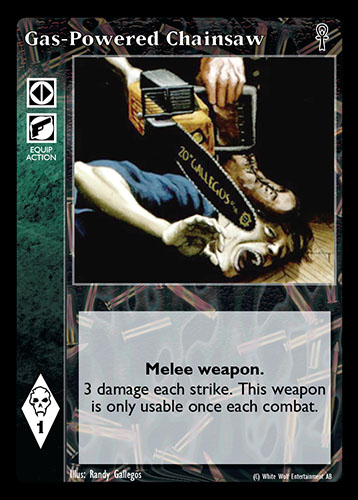 Gas-Powered Chainsaw
EQUIP
ACTION
20" GALLEGOS
Melee weapon.
3 damage each strike. This weapon
is only usable once each combat.
1
Illus: Randy Gallegos
(C) White Wolf Entertainment AB